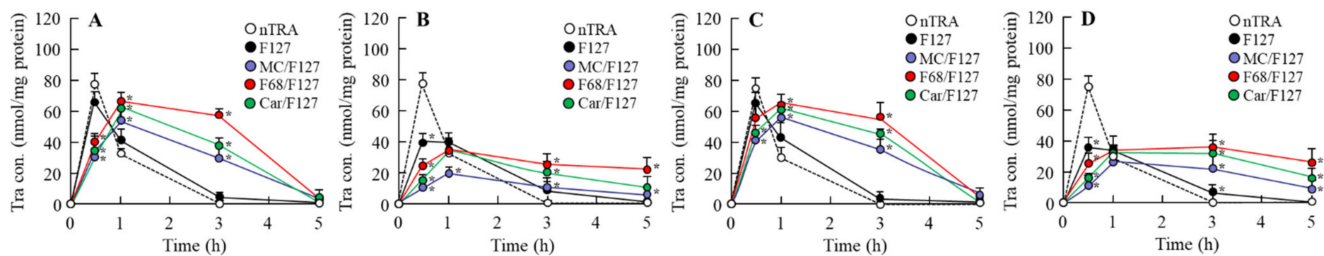 A
Tra con. (nmol/mg protein)
120
100
80
60
40
20
0
nTRA
F127
MC/F127
F68/F127
Car/F127
* * * * * * * * *
0 1 2 3 4 5
Time (h)
B
Tra con. (nmol/mg protein)
120
100
80
60
40
20
0
nTRA
F127
MC/F127
F68/F127
Car/F127
* * * * * * * * * * *
0 1 2 3 4 5
Time (h)
C
Tra con. (nmol/mg protein)
120
100
80
60
40
20
0
nTRA
F127
MC/F127
F68/F127
Car/F127
* * * * * * * *
0 1 2 3 4 5
Time (h)
D
Tra con. (nmol/mg protein)
120
100
80
60
40
20
0
nTRA
F127
MC/F127
F68/F127
Car/F127
* * * * * * * * * * *
0 1 2 3 4 5
Time (h)